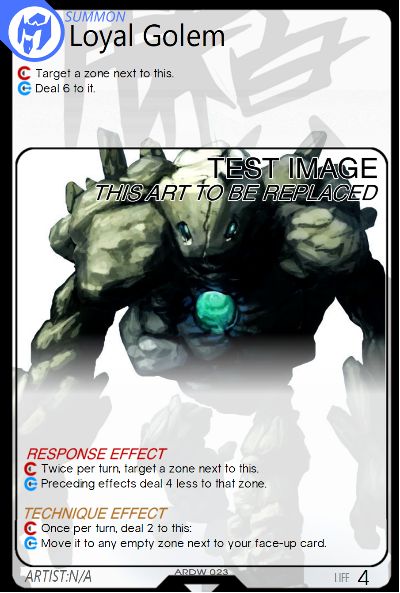 SUMMON
Loyal Golem
Target a zone next to this.
Deal 6 to it.
TEST IMAGE
THIS ART TO BE REPLACED
RESPONSE EFFECT
Twice per turn, target a zone next to this.
Preceding effects deal 4 less to that zone.
TECHNIQUE EFFECT
Once per turn, deal 2 to this:
Move it to any empty zone next to your face-up card.
ARTIST:N/A
ARDW 023
LIFE 4